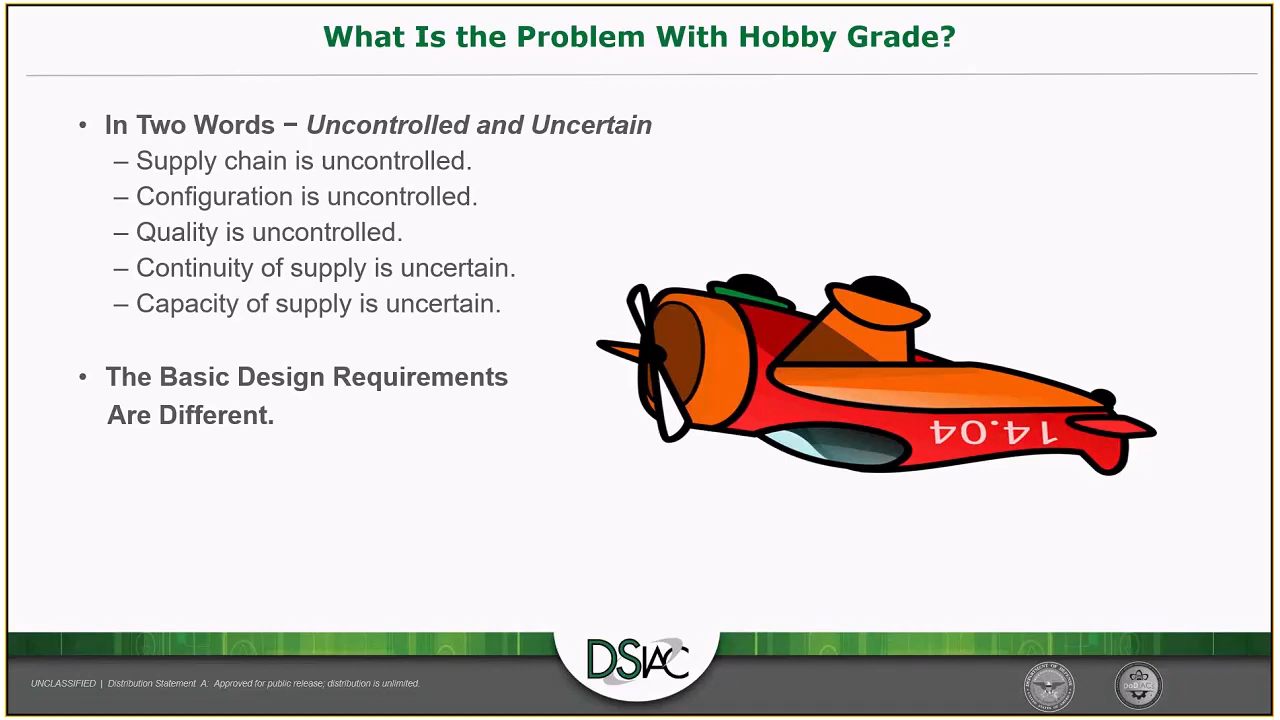 What Is the Problem With Hobby Grade?
• In Two Words − Uncontrolled and Uncertain
– Supply chain is uncontrolled.
– Configuration is uncontrolled.
– Quality is uncontrolled.
– Continuity of supply is uncertain.
– Capacity of supply is uncertain.
• The Basic Design Requirements
Are Different.
14.04
UNCLASSIFIED | Distribution Statement A: Approved for public release; distribution is unlimited.
DSIAC